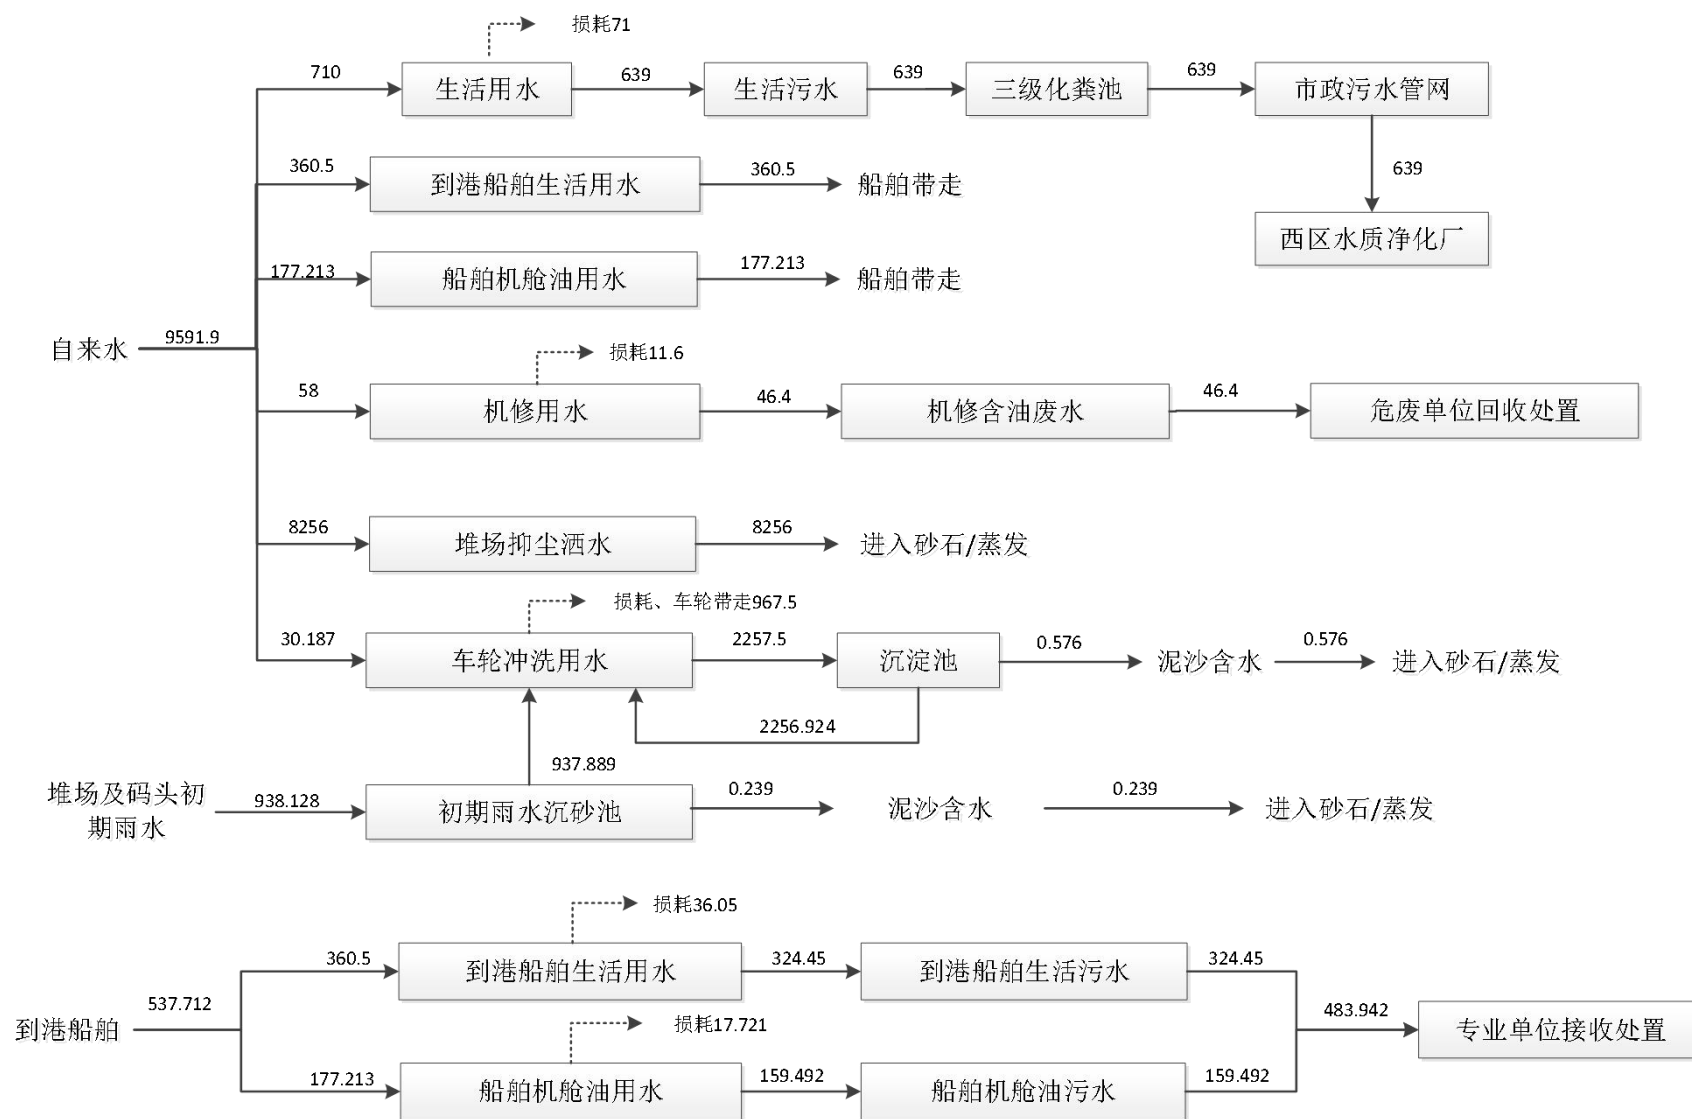 损耗71
710
生活用水
639
生活污水
639
三级化粪池
639
市政污水管网
639
西区水质净化厂
360.5
到港船舶生活用水
360.5
船舶带走
177.213
船舶机舱油用水
177.213
船舶带走
自来水
9591.9
损耗11.6
58
机修用水
46.4
机修含油废水
46.4
危废单位回收处置
8256
堆场抑尘洒水
8256
进入砂石/蒸发
损耗、车轮带走967.5
30.187
车轮冲洗用水
2257.5
沉淀池
0.576
泥沙含水
0.576
进入砂石/蒸发
2256.924
937.889
堆场及码头初
期雨水
938.128
初期雨水沉砂池
0.239
泥沙含水
0.239
进入砂石/蒸发
损耗36.05
360.5
到港船舶生活用水
324.45
到港船舶生活污水
324.45
到港船舶
537.712
483.942
专业单位接收处置
损耗17.721
177.213
船舶机舱油用水
159.492
船舶机舱油污水
159.492